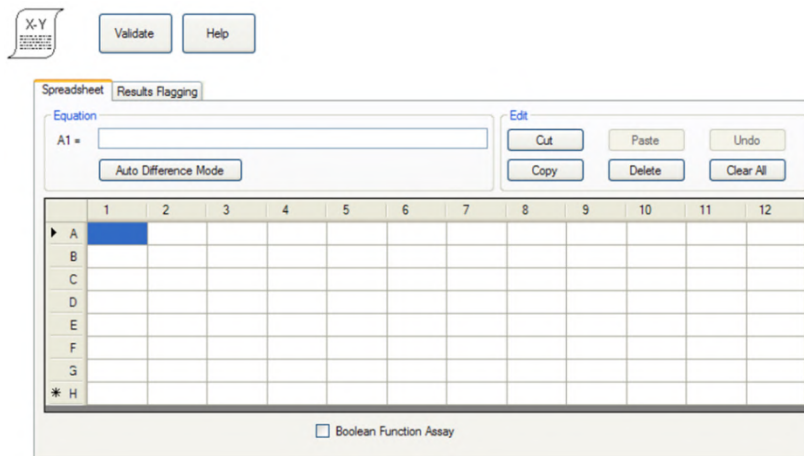 X-Y
Validate Help
Spreadsheet Results Flagging
Equation Edit
A1 = Cut Paste Undo
Auto Difference Mode Copy Delete Clear All
1 2 3 4 5 6 7 8 9 10 11 12
A
B
C
D
E
F
G
* H
Boolean Function Assay